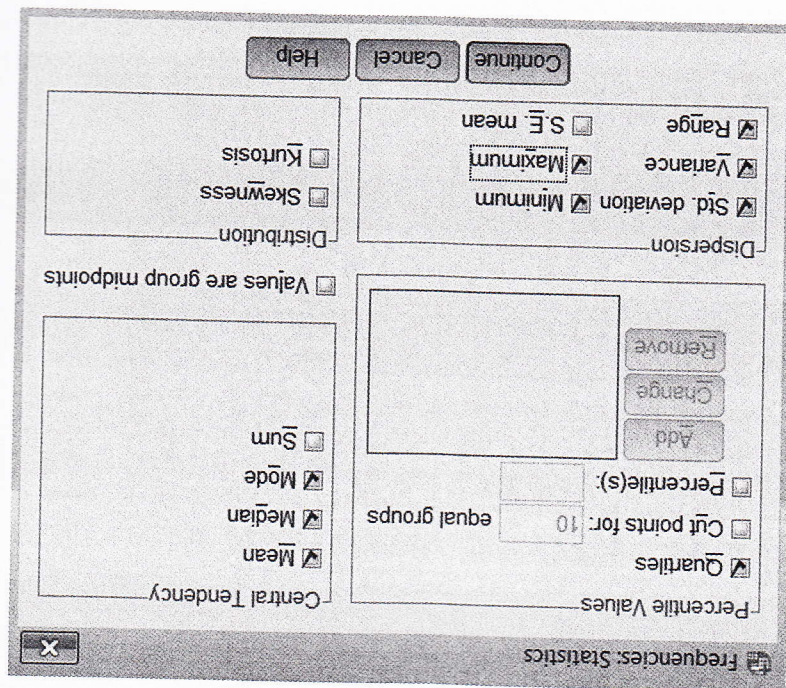 Frequencies: Statistics
Percentile Values
Quartiles
Cut points for: 10 equal groups
Percentile(s):
Add
Change
Remove
Central Tendency
Mean
Median
Mode
Sum
Values are group midpoints
Dispersion
Std. deviation Minimum
Variance Maximum
Range S.E. mean
Distribution
Skewness
Kurtosis
Continue Cancel Help